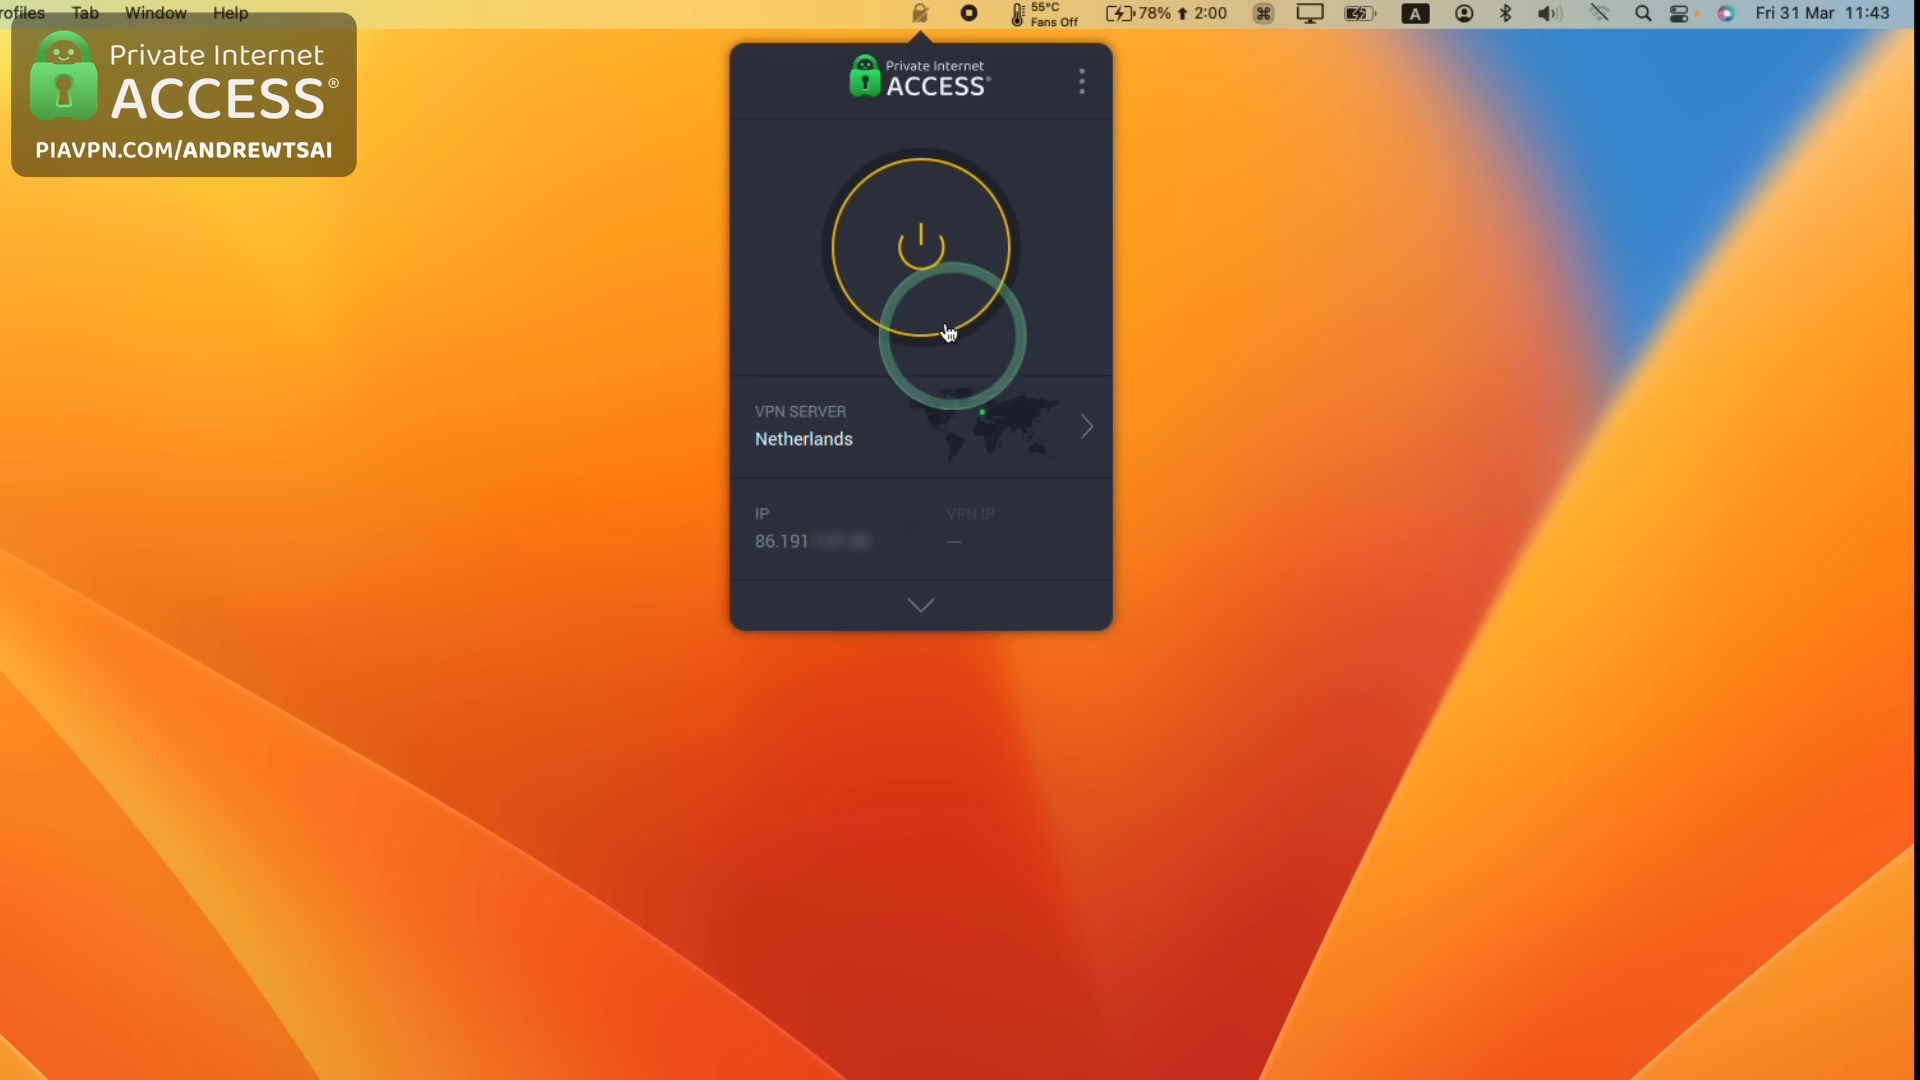 rofiles Tab Window Help
55°C
Fans Off
78% 2:00
A
Fri 31 Mar 11:43
Private Internet
ACCESS®
PIAVPN.COM/ANDREWTSAI
Private Internet
ACCESS®
VPN SERVER
Netherlands
IP VPN IP
86.191 —